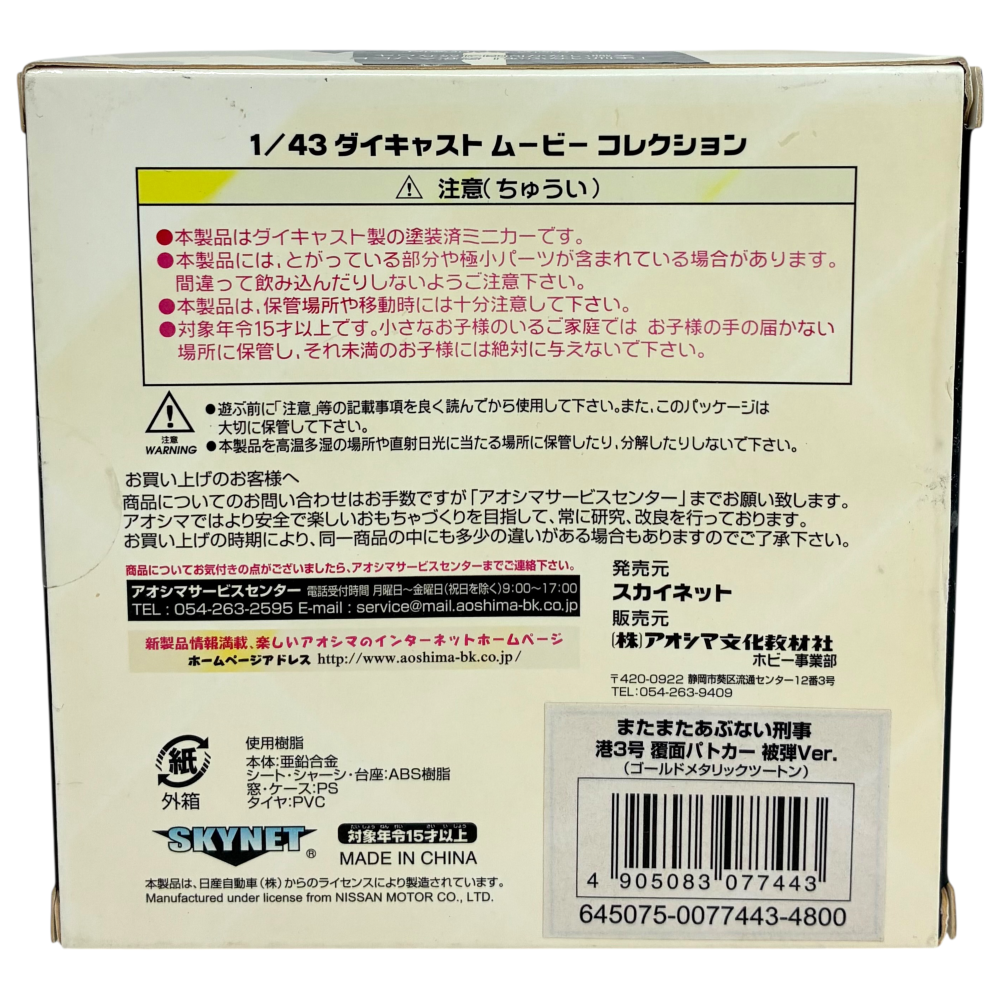 1/43 ダイキャスト ムービー コレクション
注意(ちゅうい)
●本製品はダイキャスト製の塗装済ミニカーです。
●本製品には、とがっている部分や極小パーツが含まれている場合があります。
間違って飲み込んだりしないようご注意下さい。
●本製品は、保管場所や移動時には十分注意して下さい。
●対象年令15才以上です。小さなお子様のいるご家庭では お子様の手の届かない
場所に保管し、それ未満のお子様には絶対に与えないで下さい。
注意
WARNING
●遊ぶ前に「注意」等の記載事項を良く読んでから使用して下さい。また、このパッケージは
大切に保管して下さい。
●本製品を高温多湿の場所や直射日光に当たる場所に保管したり、分解したりしないで下さい。
お買い上げのお客様へ
商品についてのお問い合わせはお手数ですが「アオシマサービスセンター」までお願い致します。
アオシマではより安全で楽しいおもちゃづくりを目指して、常に研究、改良を行っております。
お買い上げの時期により、同一商品の中にも多少の違いがある場合もありますのでご了承下さい。
商品についてお気付きの点がございましたら、アオシマサービスセンターまでご連絡下さい。
アオシマサービスセンター 電話受付時間 月曜日~金曜日(祝日を除く)9:00~17:00
TEL : 054-263-2595 E-mail : service@mail.aoshima-bk.co.jp
新製品情報満載、楽しいアオシマのインターネットホームページ
ホームページアドレス http://www.aoshima-bk.co.jp/
発売元
スカイネット
販売元
(株)アオシマ文化教材社
ホビー事業部
〒420-0922 静岡市葵区流通センター12番3号
TEL:054-263-9409
紙
外箱
使用樹脂
本体:亜鉛合金
シート・シャーシ・台座:ABS樹脂
窓・ケース:PS
タイヤ:PVC
SKYNET®
たいしょうねんれい さいいじょう
対象年令15才以上
MADE IN CHINA
本製品は、日産自動車(株)からのライセンスにより製造されています。
Manufactured under license from NISSAN MOTOR CO., LTD.
またまたあぶない刑事
港3号 覆面パトカー 被弾Ver.
(ゴールドメタリックツートン)
4 905083 077443
645075-0077443-4800